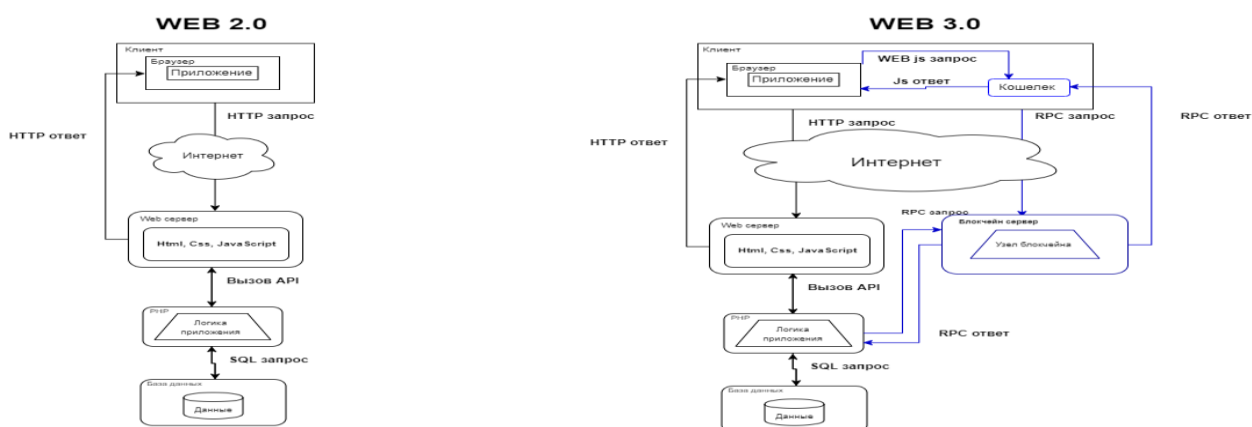 WEB 2.0
Клиент
Браузер
Приложение
HTTP запрос
HTTP ответ
Интернет
Web сервер
Html, Css, JavaScript
Вызов API
PHP
Логика
приложения
SQL запрос
База данных
Данные
WEB 3.0
Клиент
Браузер
Приложение
WEB js запрос
Js ответ
Кошелек
HTTP запрос
RPC запрос
RPC ответ
HTTP ответ
Интернет
RPC запрос
Web сервер
Html, Css, JavaScript
Блокчейн сервер
Узел блокчейна
Вызов API
PHP
Логика
приложения
RPC ответ
SQL запрос
База данных
Данные